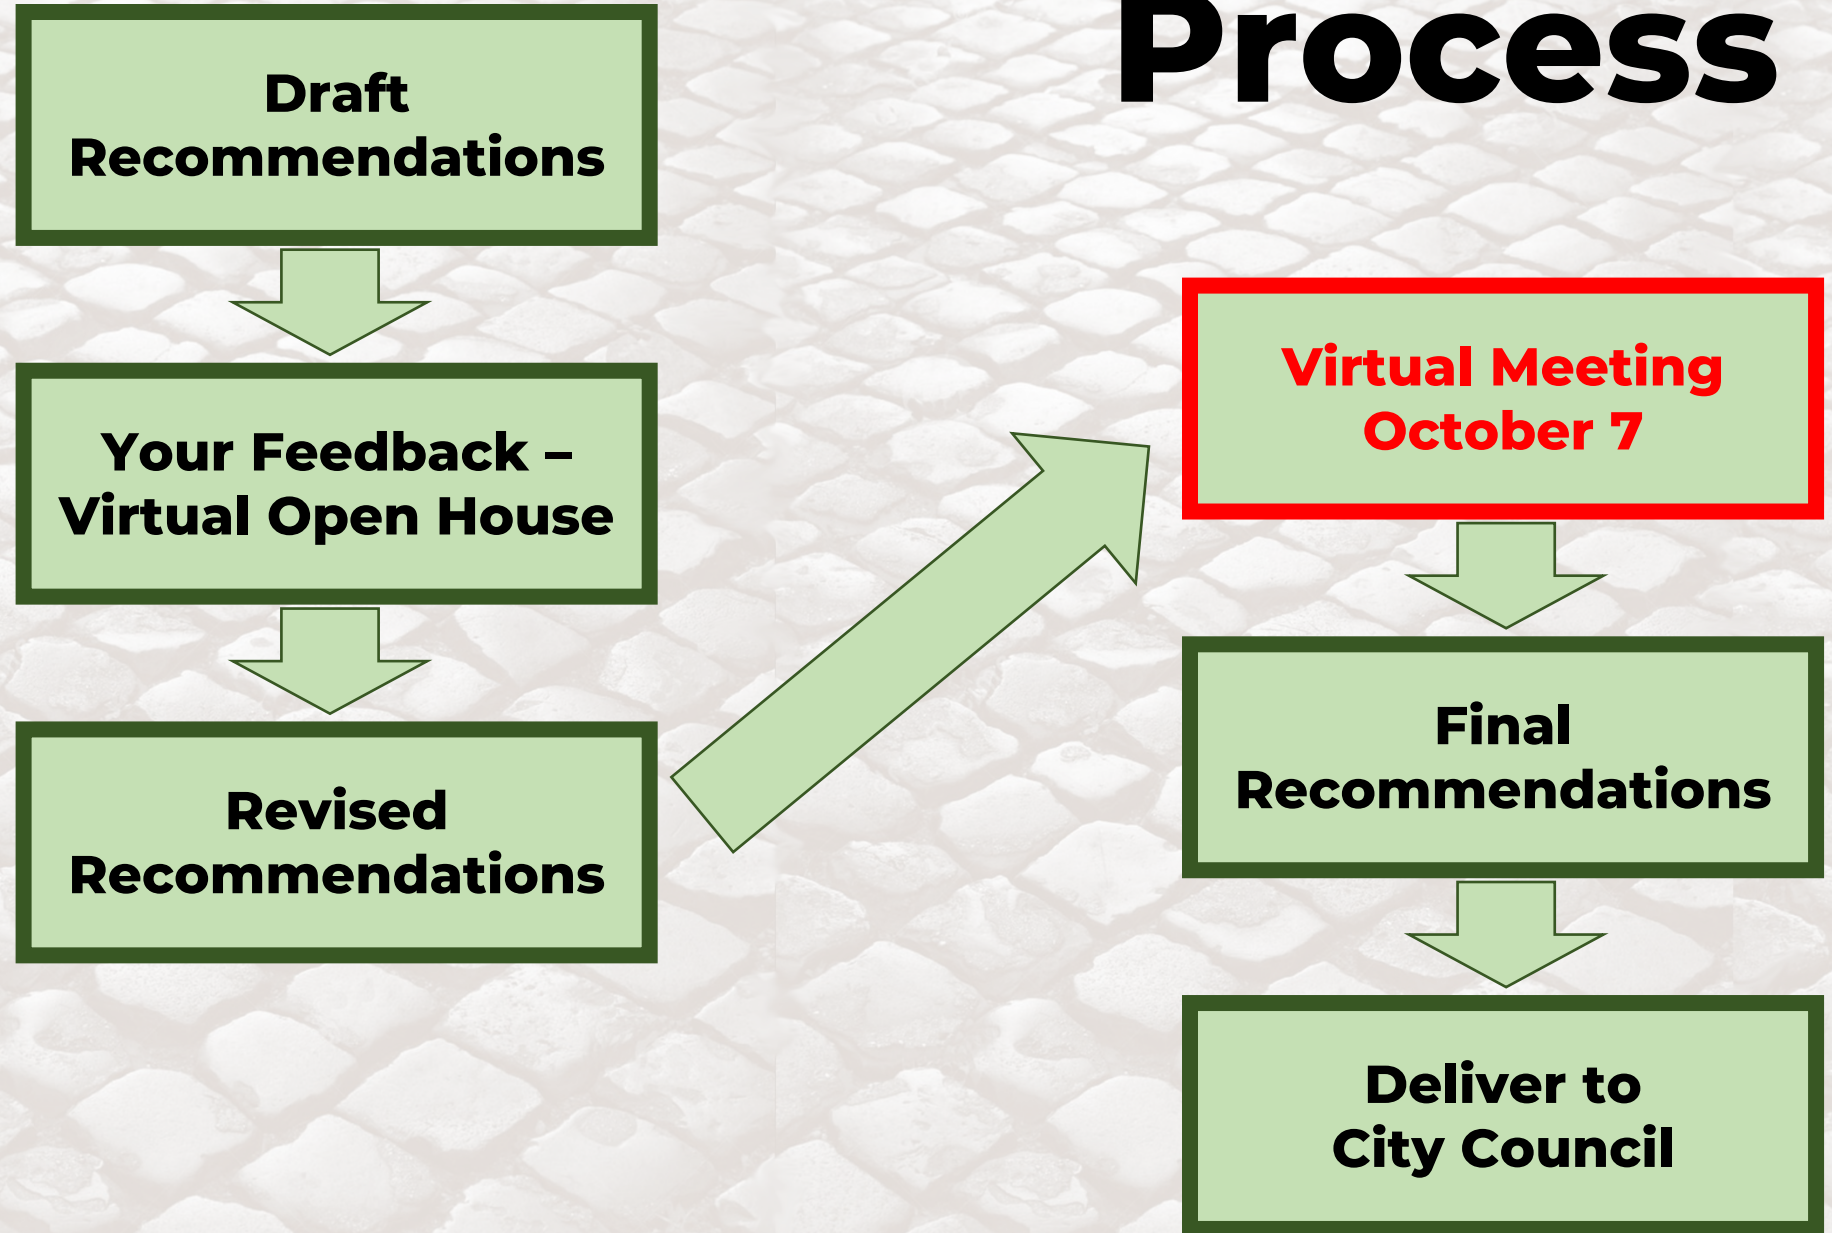 Process
Draft
Recommendations
Your Feedback –
Virtual Open House
Revised
Recommendations
Virtual Meeting
October 7
Final
Recommendations
Deliver to
City Council